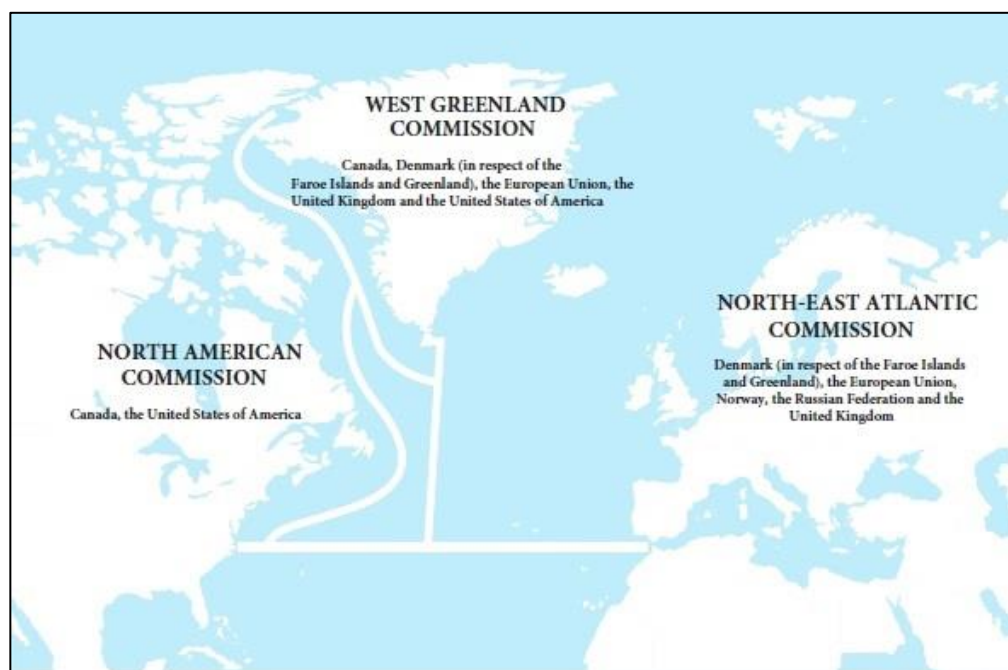 WEST GREENLAND
COMMISSION
Canada, Denmark (in respect of the
Faroe Islands and Greenland), the European Union, the
United Kingdom and the United States of America
NORTH AMERICAN
COMMISSION
Canada, the United States of America
NORTH-EAST ATLANTIC
COMMISSION
Denmark (in respect of the Faroe Islands
and Greenland), the European Union,
Norway, the Russian Federation and the
United Kingdom